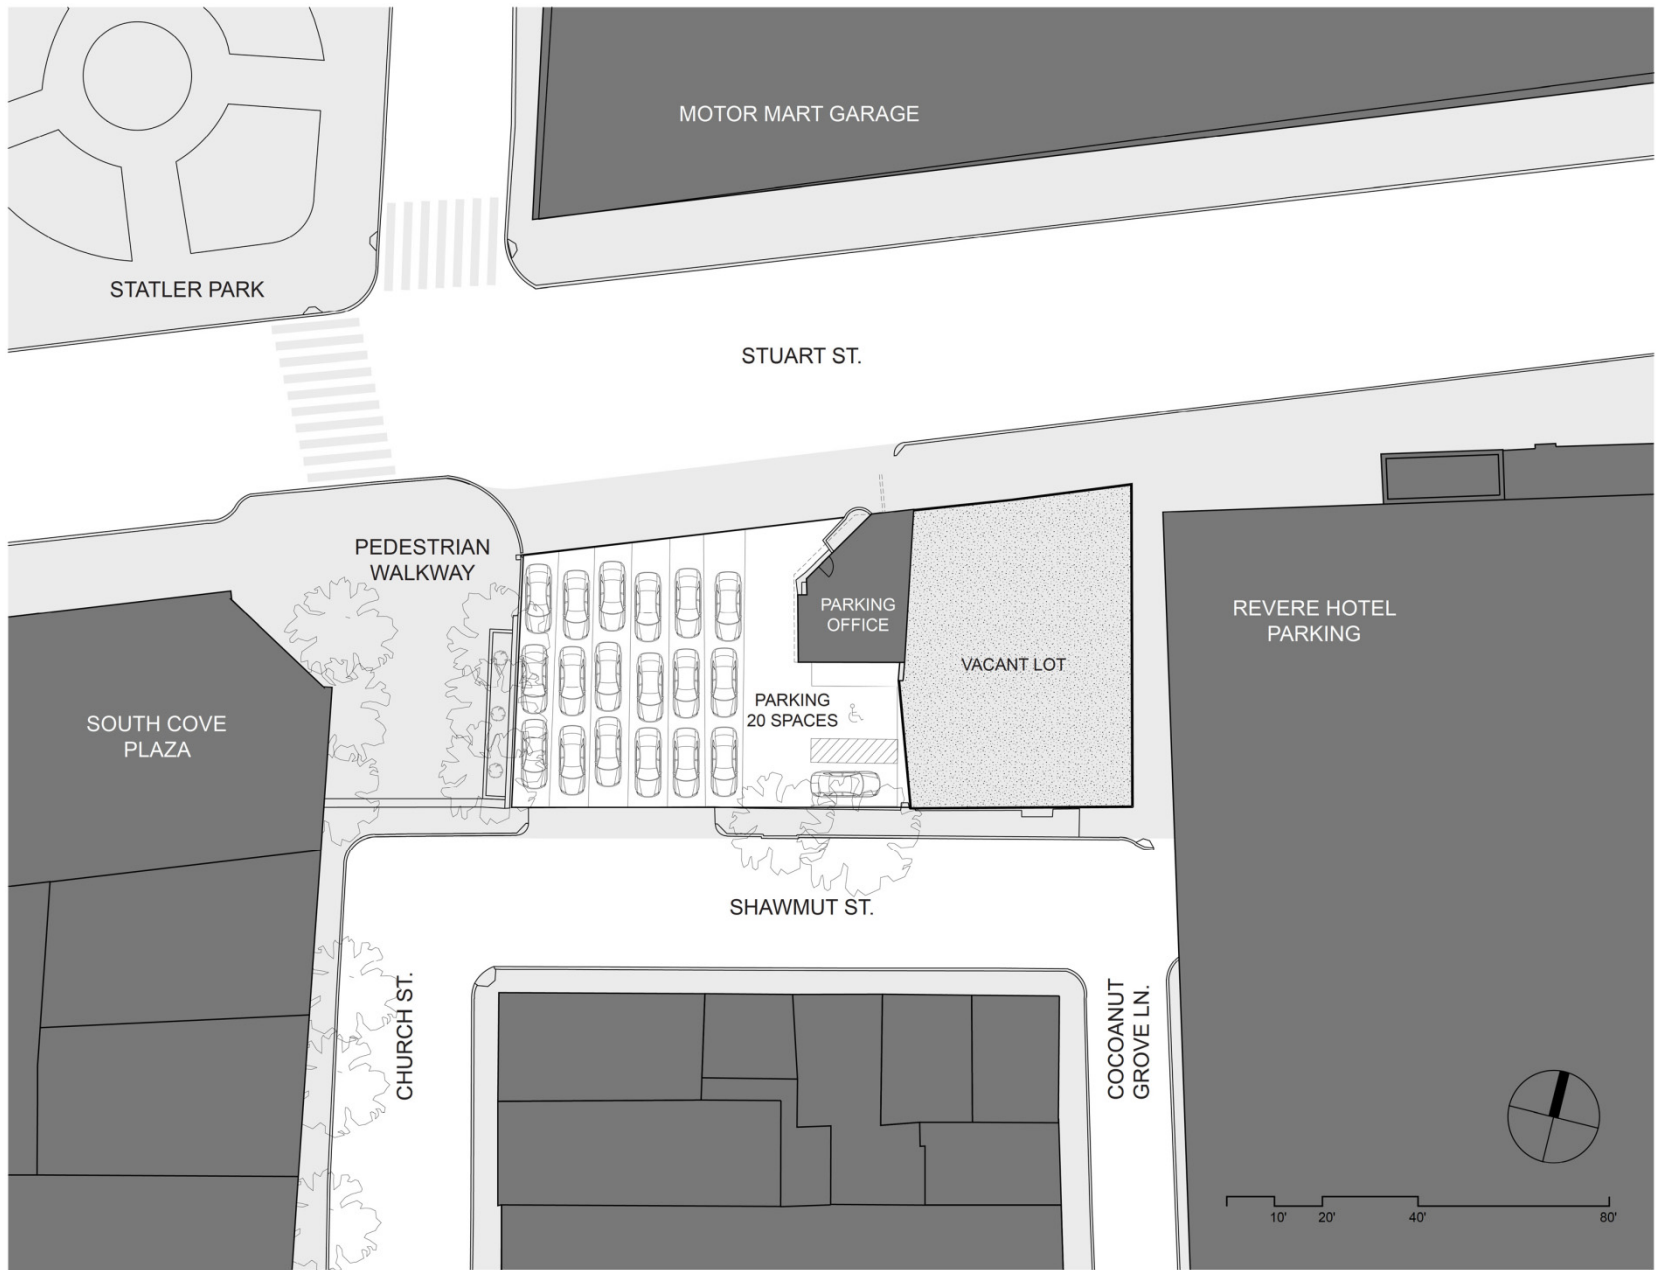 MOTOR MART GARAGE
STATLER PARK
STUART ST.
PEDESTRIAN
WALKWAY
PARKING
OFFICE
REVERE HOTEL
PARKING
VACANT LOT
PARKING
20 SPACES
SOUTH COVE
PLAZA
SHAWMUT ST.
CHURCH ST.
COCOANUT
GROVE LN.
10' 20' 40' 80'